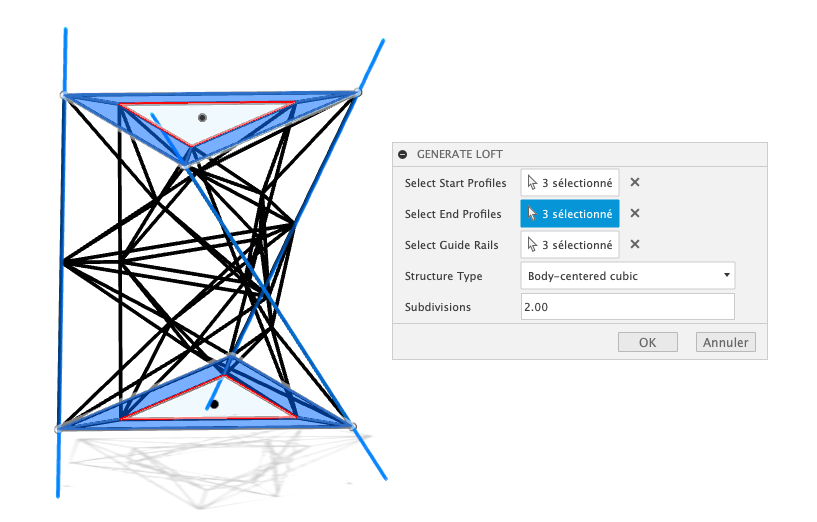 GENERATE LOFT
Select Start Profiles 3 sélectionné
Select End Profiles 3 sélectionné
Select Guide Rails 3 sélectionné
Structure Type Body-centered cubic
Subdivisions 2.00
OK Annuler